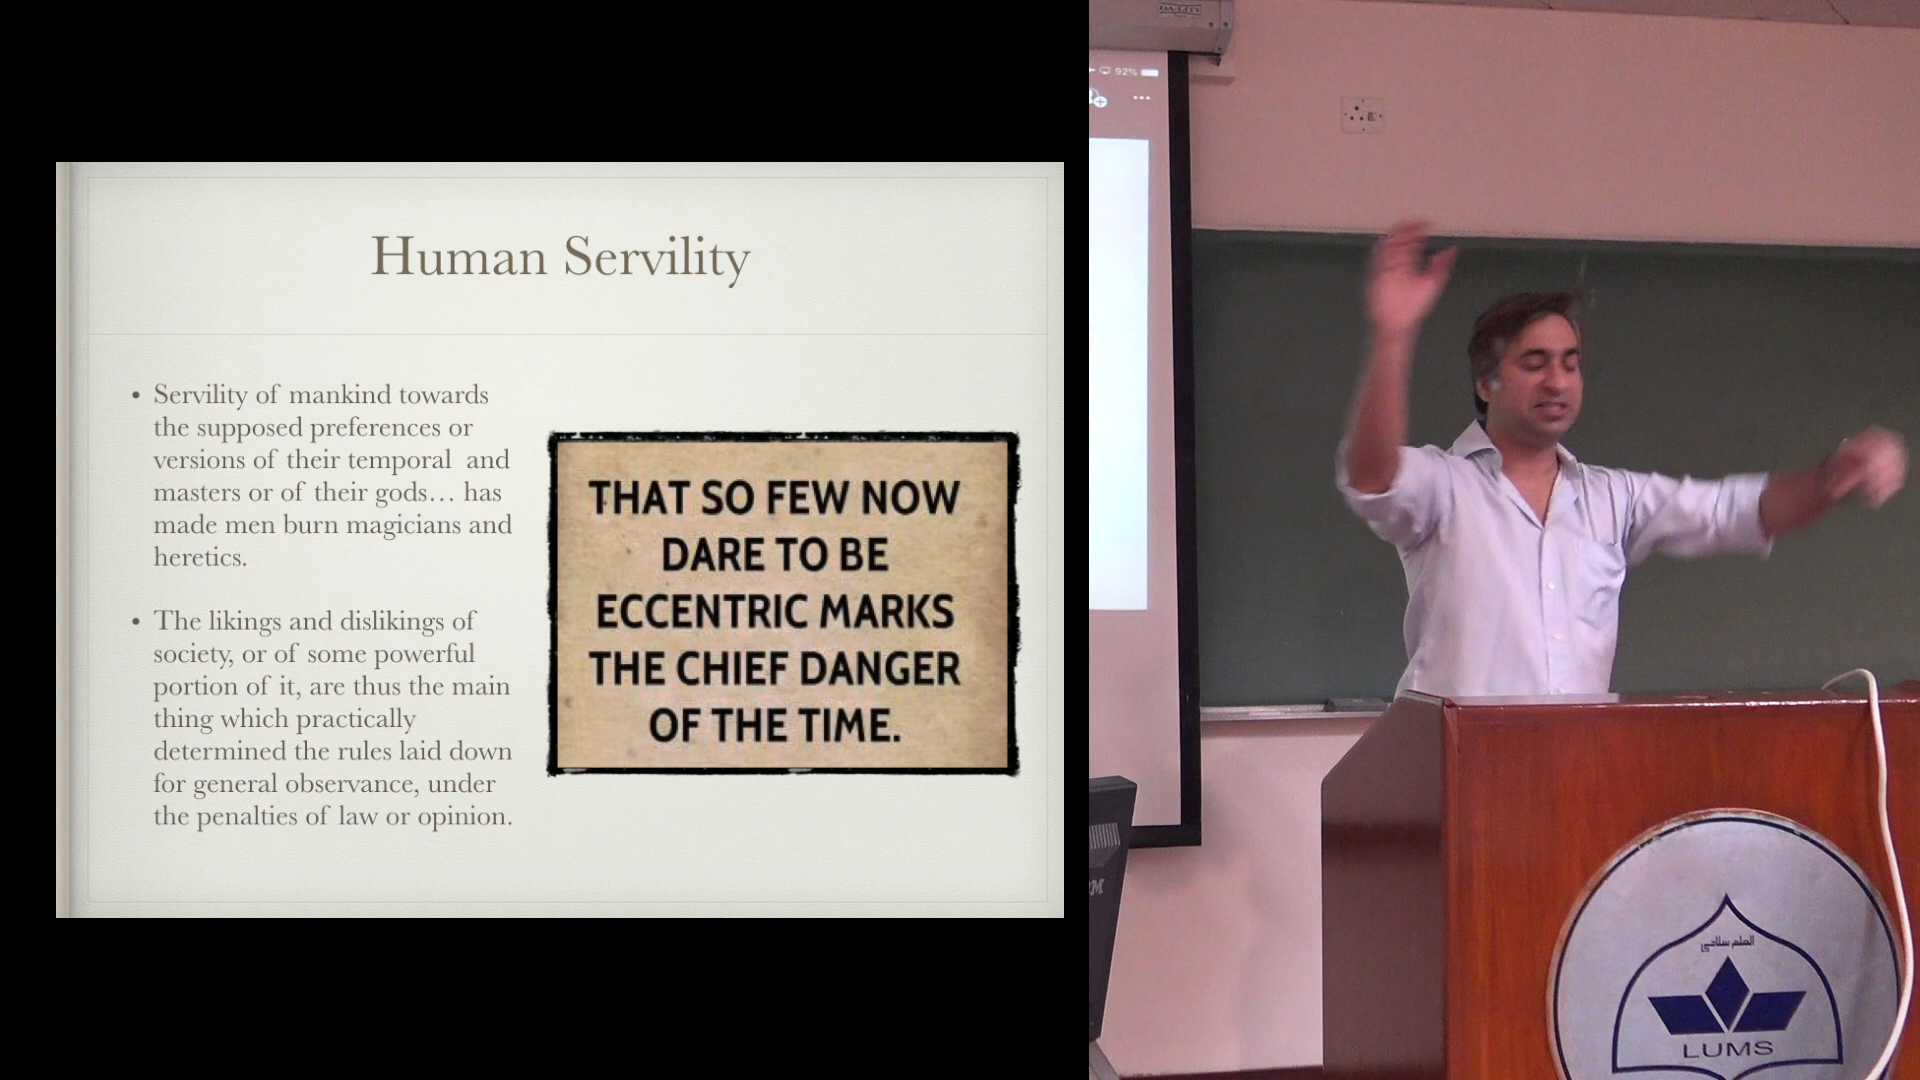 Human Servility
• Servility of mankind towards
the supposed preferences or
versions of their temporal and
masters or of their gods… has
made men burn magicians and
heretics.
• The likings and dislikings of
society, or of some powerful
portion of it, are thus the main
thing which practically
determined the rules laid down
for general observance, under
the penalties of law or opinion.
THAT SO FEW NOW
DARE TO BE
ECCENTRIC MARKS
THE CHIEF DANGER
OF THE TIME.
DA-LITE
92%
LUMS